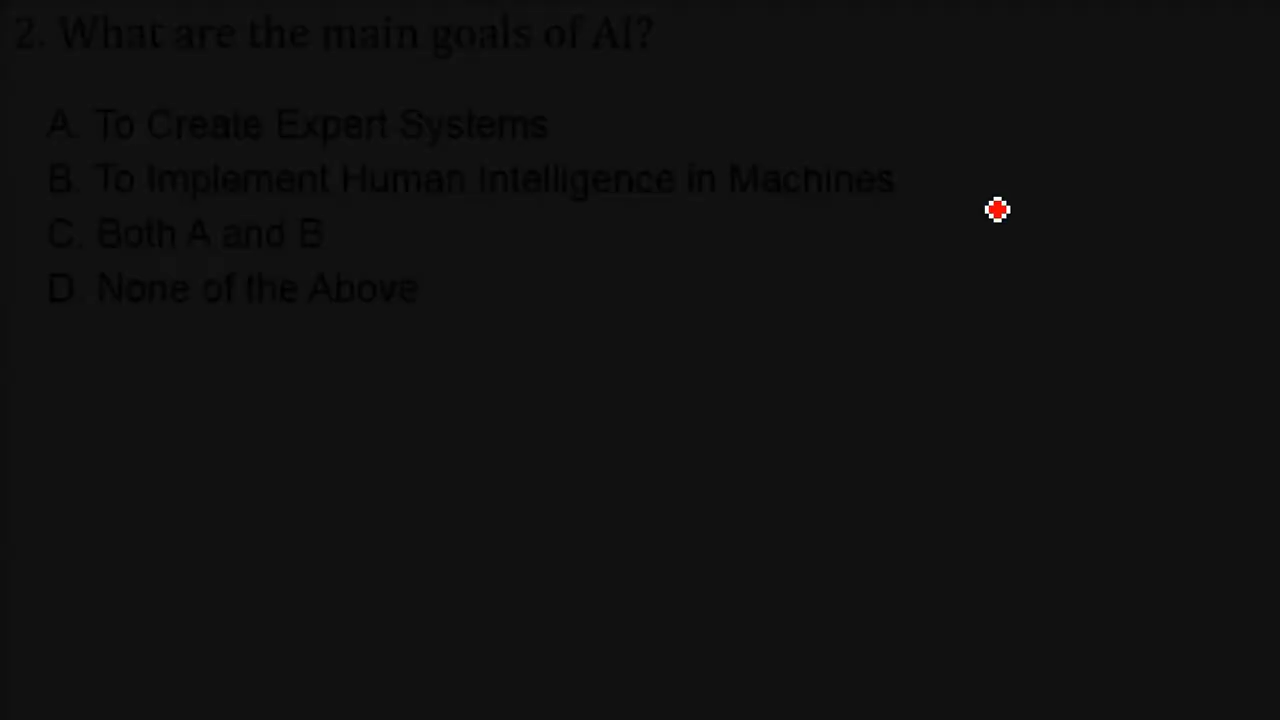 2. What are the main goals of AI?
A. To Create Expert Systems
B. To Implement Human Intelligence in Machines
C. Both A and B
D. None of the Above